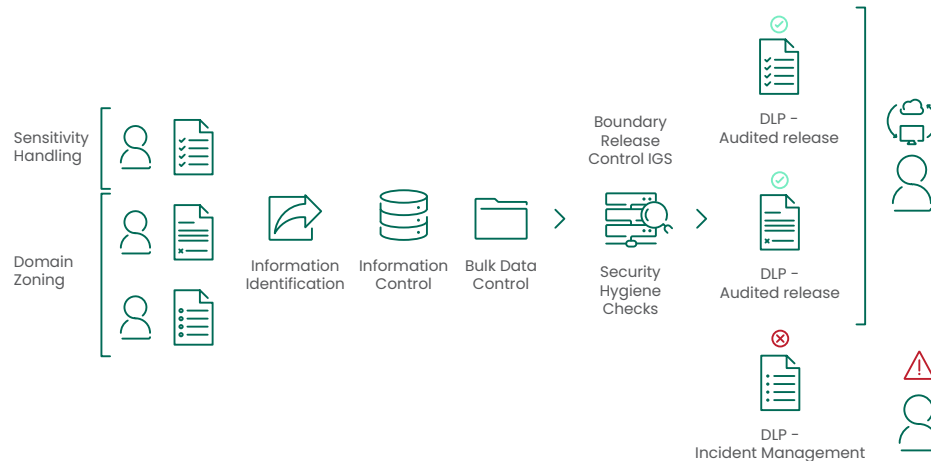 Sensitivity
Handling
Domain
Zoning
Information
Identification
Information
Control
Bulk Data
Control
Boundary
Release
Control IGS
Security
Hygiene
Checks
DLP -
Audited release
DLP -
Audited release
DLP -
Incident Management